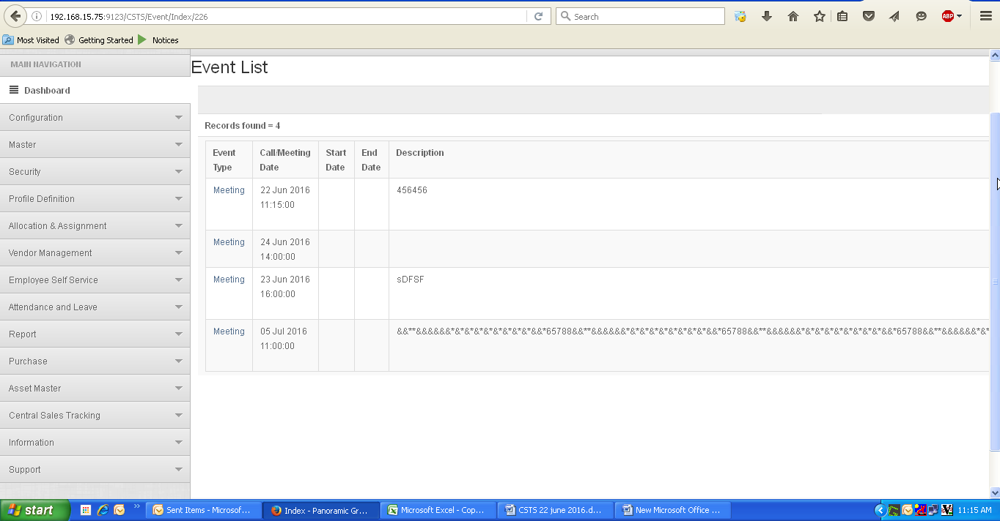 192.168.15.75:9123/CSTS/Event/Index/226
Search
ABP
Most Visited
Getting Started
Notices
MAIN NAVIGATION
Dashboard
Configuration
Master
Security
Profile Definition
Allocation & Assignment
Vendor Management
Employee Self Service
Attendance and Leave
Report
Purchase
Asset Master
Central Sales Tracking
Information
Support
Event List
Records found = 4
Event Type
Call/Meeting Date
Start Date
End Date
Description
Meeting
22 Jun 2016
11:15:00
456456
Meeting
24 Jun 2016
14:00:00
Meeting
23 Jun 2016
16:00:00
sDFSF
Meeting
05 Jul 2016
11:00:00
&&**&&&&&&*&*&*&*&*&*&*&*&&*65788&&**&&&&&&*&*&*&*&*&*&*&*&&*65788&&**&&&&&&*&*&*&*&*&*&*&*&&*65788&&**&&&&&&*&*
start
Sent Items - Microsof...
Index - Panoramic Gr...
Microsoft Excel - Cop...
CSTS 22 june 2016.d...
New Microsoft Office ...
11:15 AM